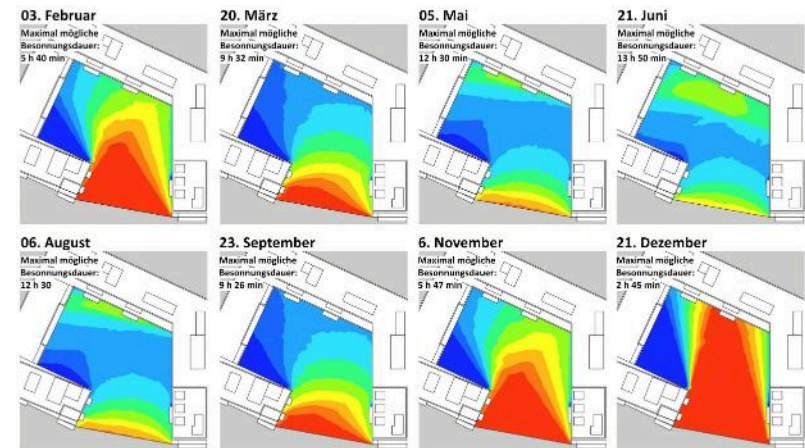 03. Februar
Maximal mögliche
Besonnungsdauer:
5 h 40 min
20. März
Maximal mögliche
Besonnungsdauer:
9 h 32 min
05. Mai
Maximal mögliche
Besonnungsdauer:
12 h 30 min
21. Juni
Maximal mögliche
Besonnungsdauer:
13 h 50 min
06. August
Maximal mögliche
Besonnungsdauer:
12 h 30
23. September
Maximal mögliche
Besonnungsdauer:
9 h 26 min
6. November
Maximal mögliche
Besonnungsdauer:
5 h 47 min
21. Dezember
Maximal mögliche
Besonnungsdauer:
2 h 45 min